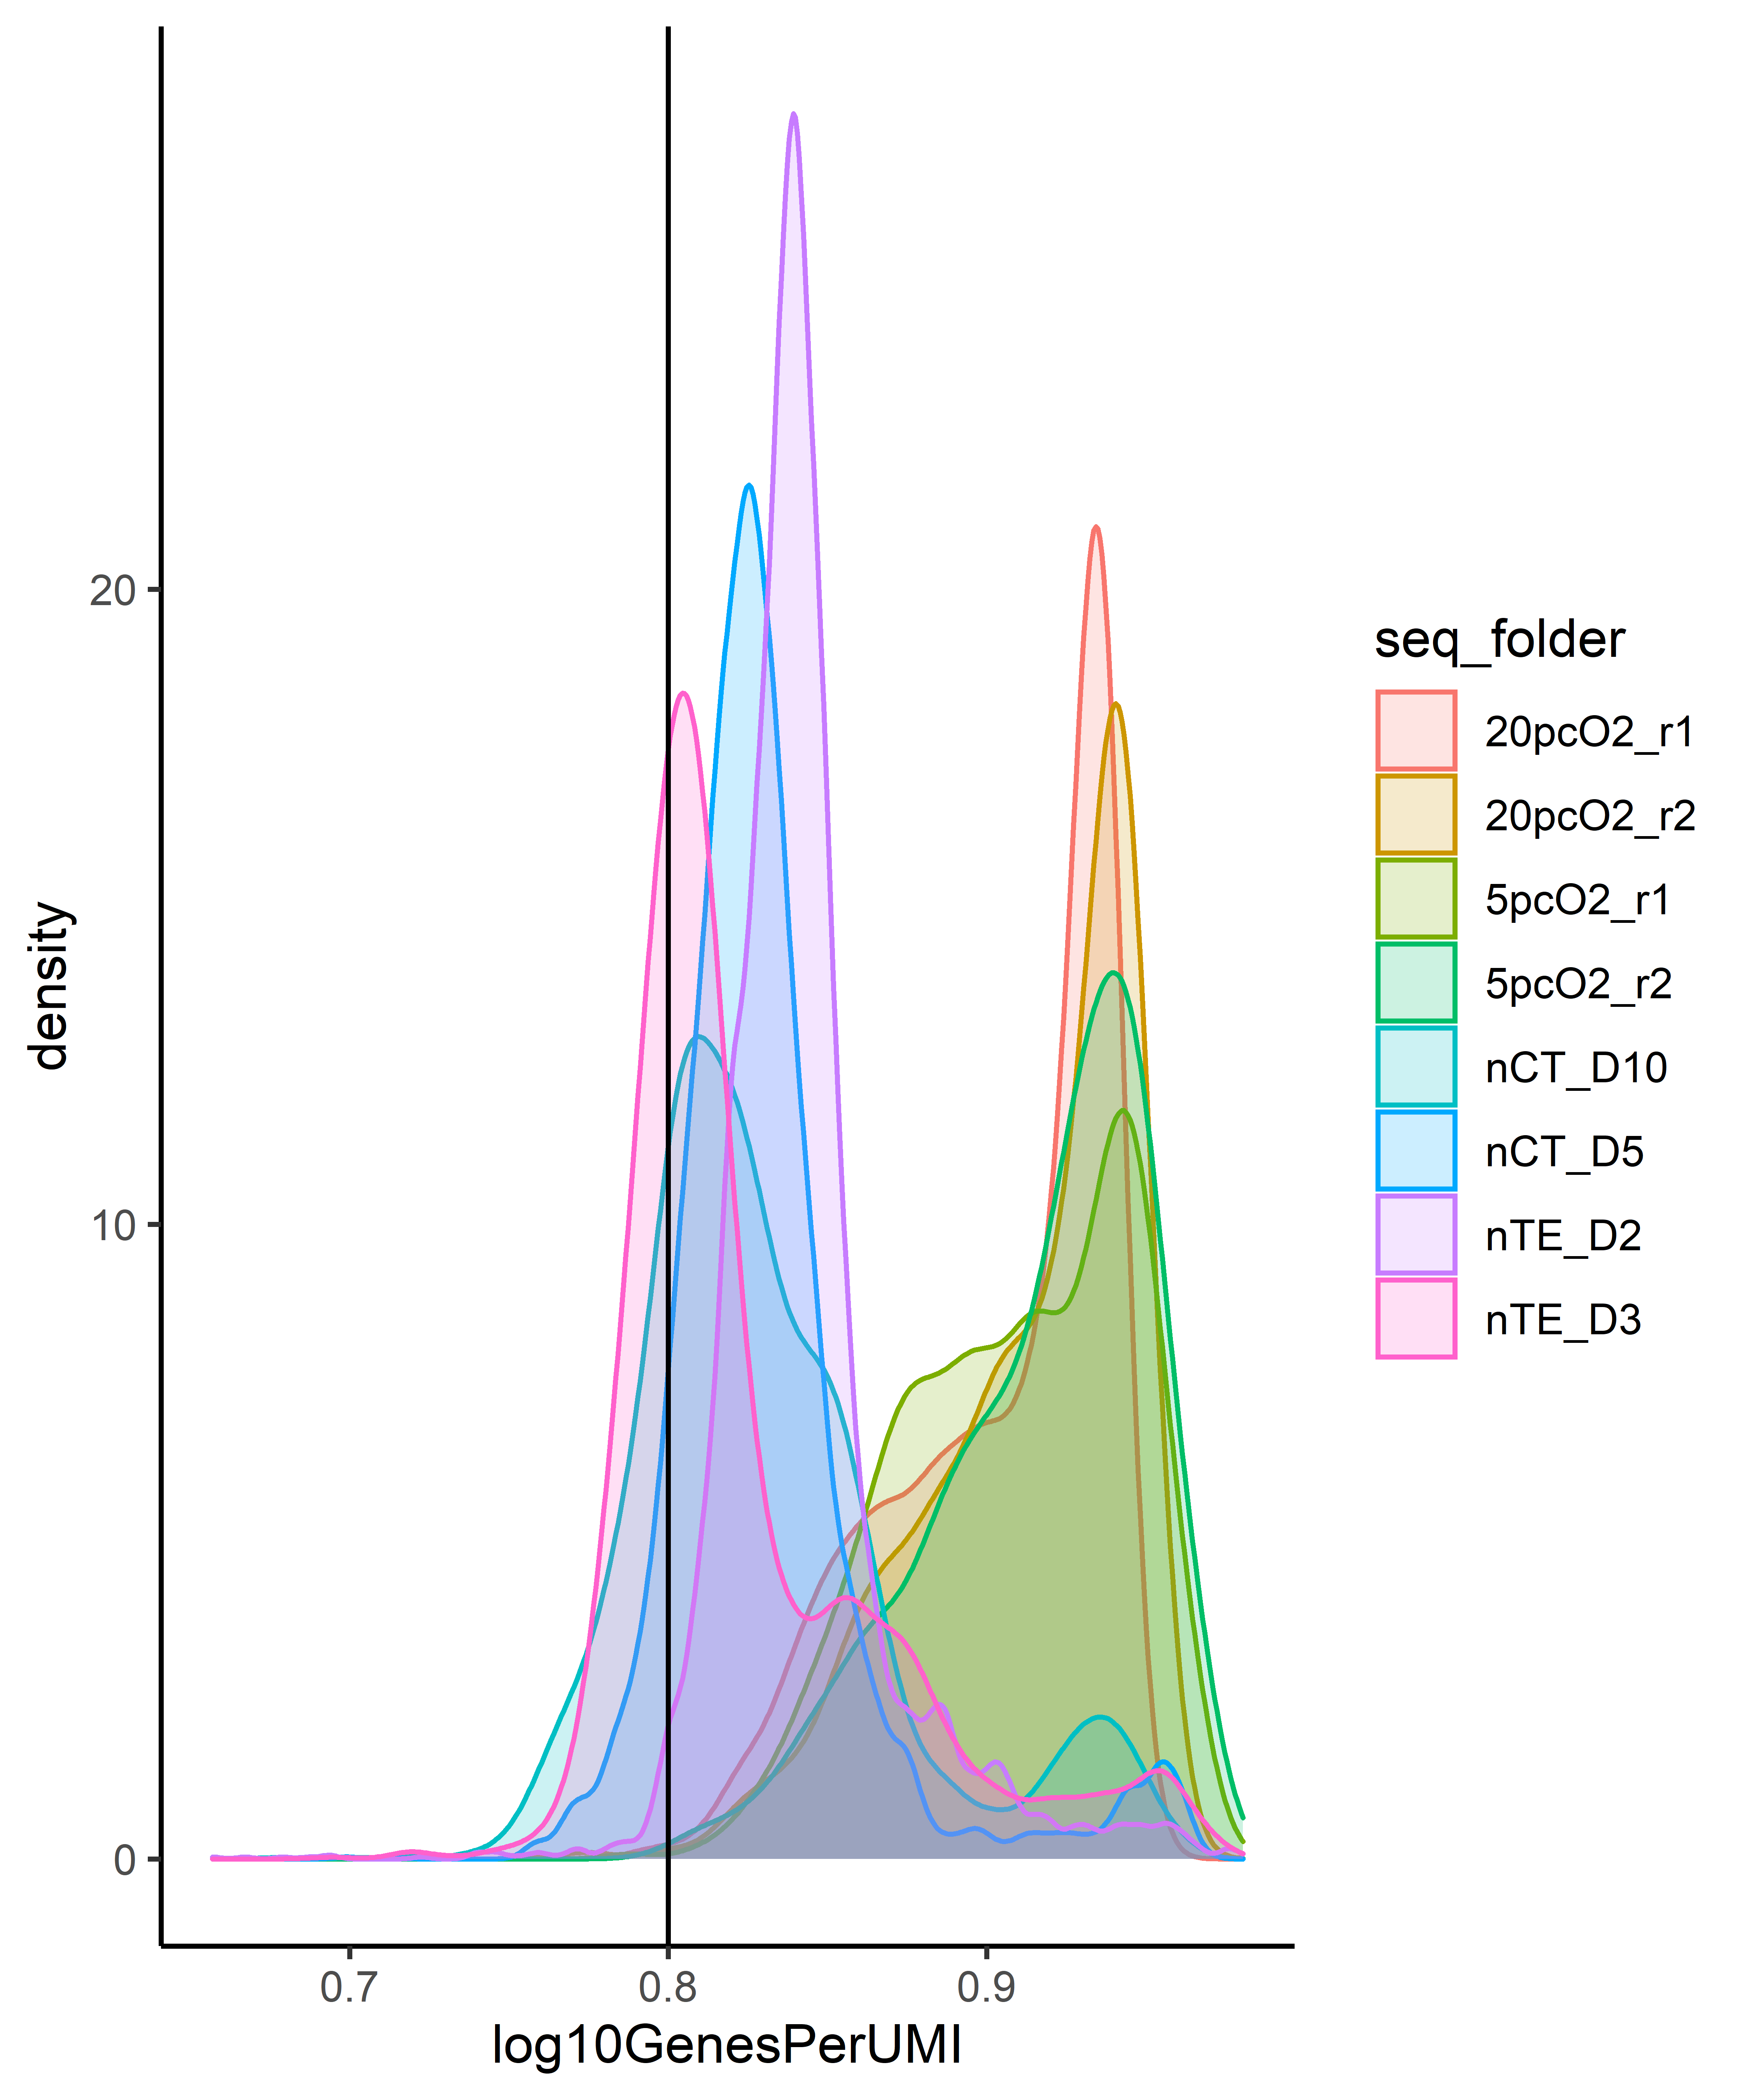 density
20
10
0
0.7
0.8
0.9
log10GenesPerUMI
seq_folder
20pcO2_r1
20pcO2_r2
5pcO2_r1
5pcO2_r2
nCT_D10
nCT_D5
nTE_D2
nTE_D3